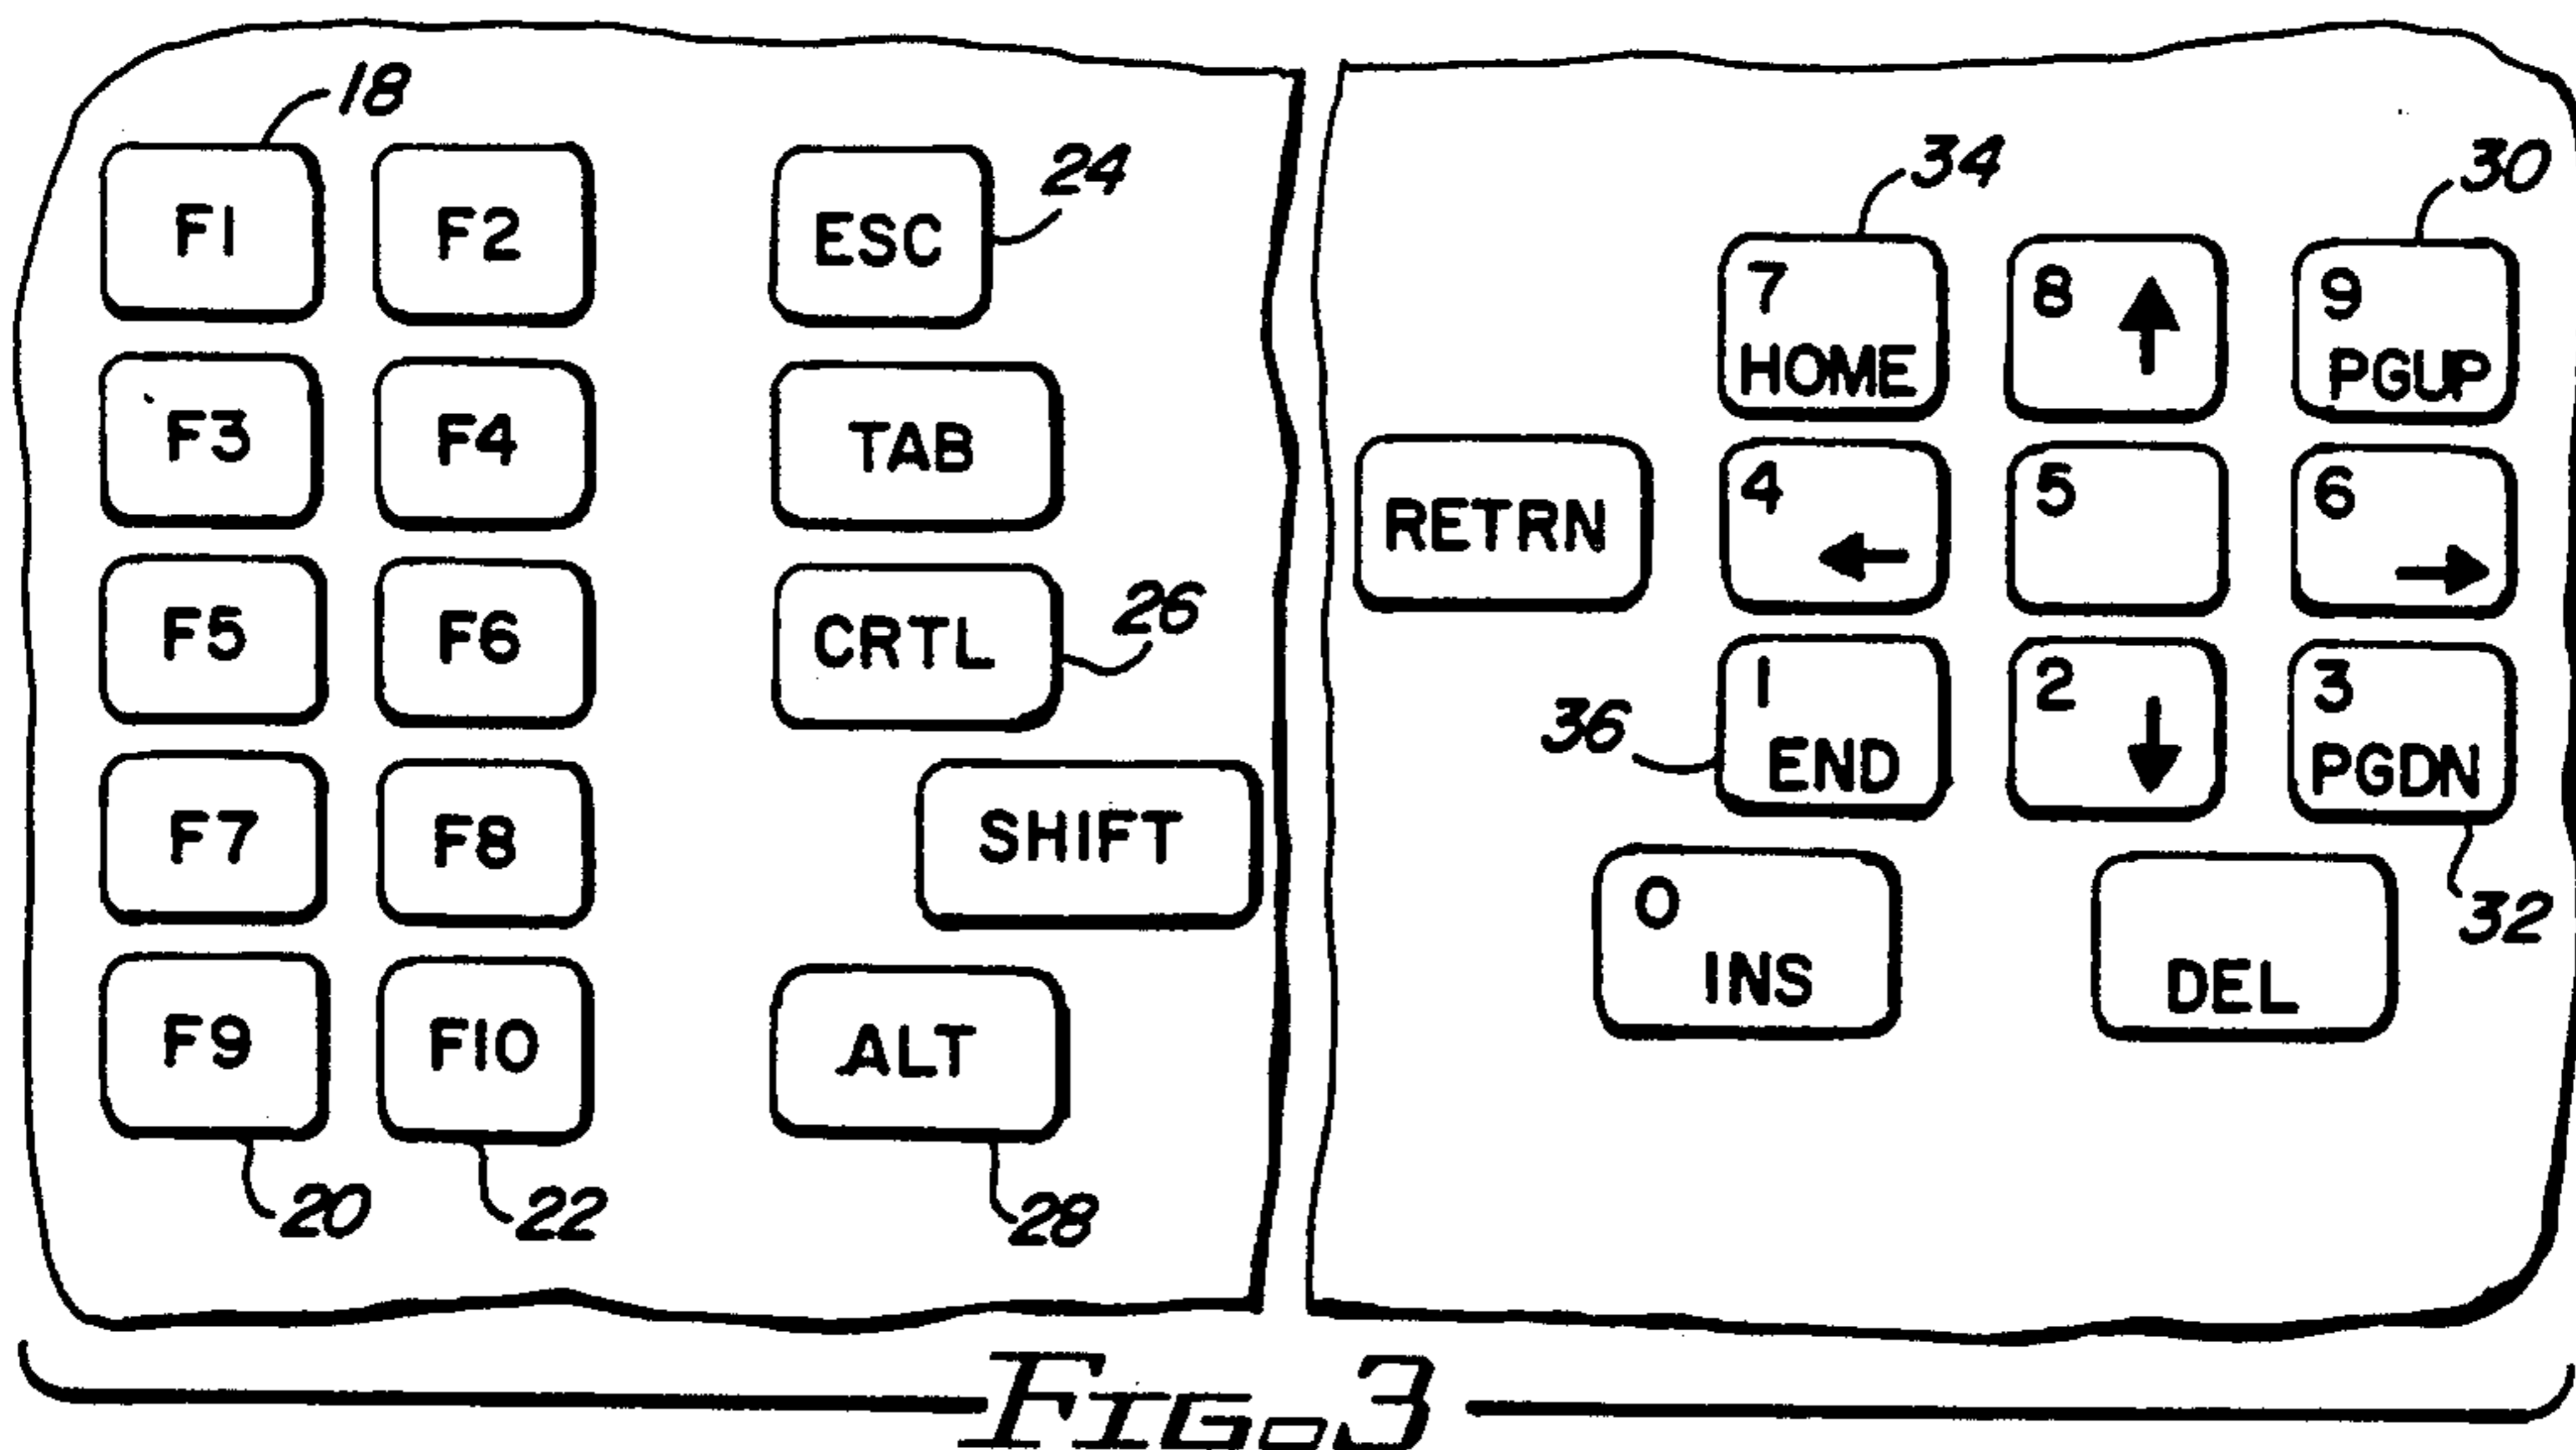 18
F1 F2 ESC 24
F3 F4 TAB
F5 F6 CRTL 26
F7 F8 SHIFT
F9 F10 ALT
20 22 28
34 30
7 HOME 8 ↑ 9 PGUP
RETRN 4 ← 5 6 →
36 1 END 2 ↓ 3 PGDN
32
0 INS DEL
FIG. 3